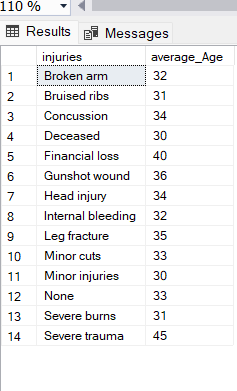 110 %
Results Messages
injuries average_Age
1 Broken arm 32
2 Bruised ribs 31
3 Concussion 34
4 Deceased 30
5 Financial loss 40
6 Gunshot wound 36
7 Head injury 34
8 Internal bleeding 32
9 Leg fracture 35
10 Minor cuts 33
11 Minor injuries 30
12 None 33
13 Severe burns 31
14 Severe trauma 45